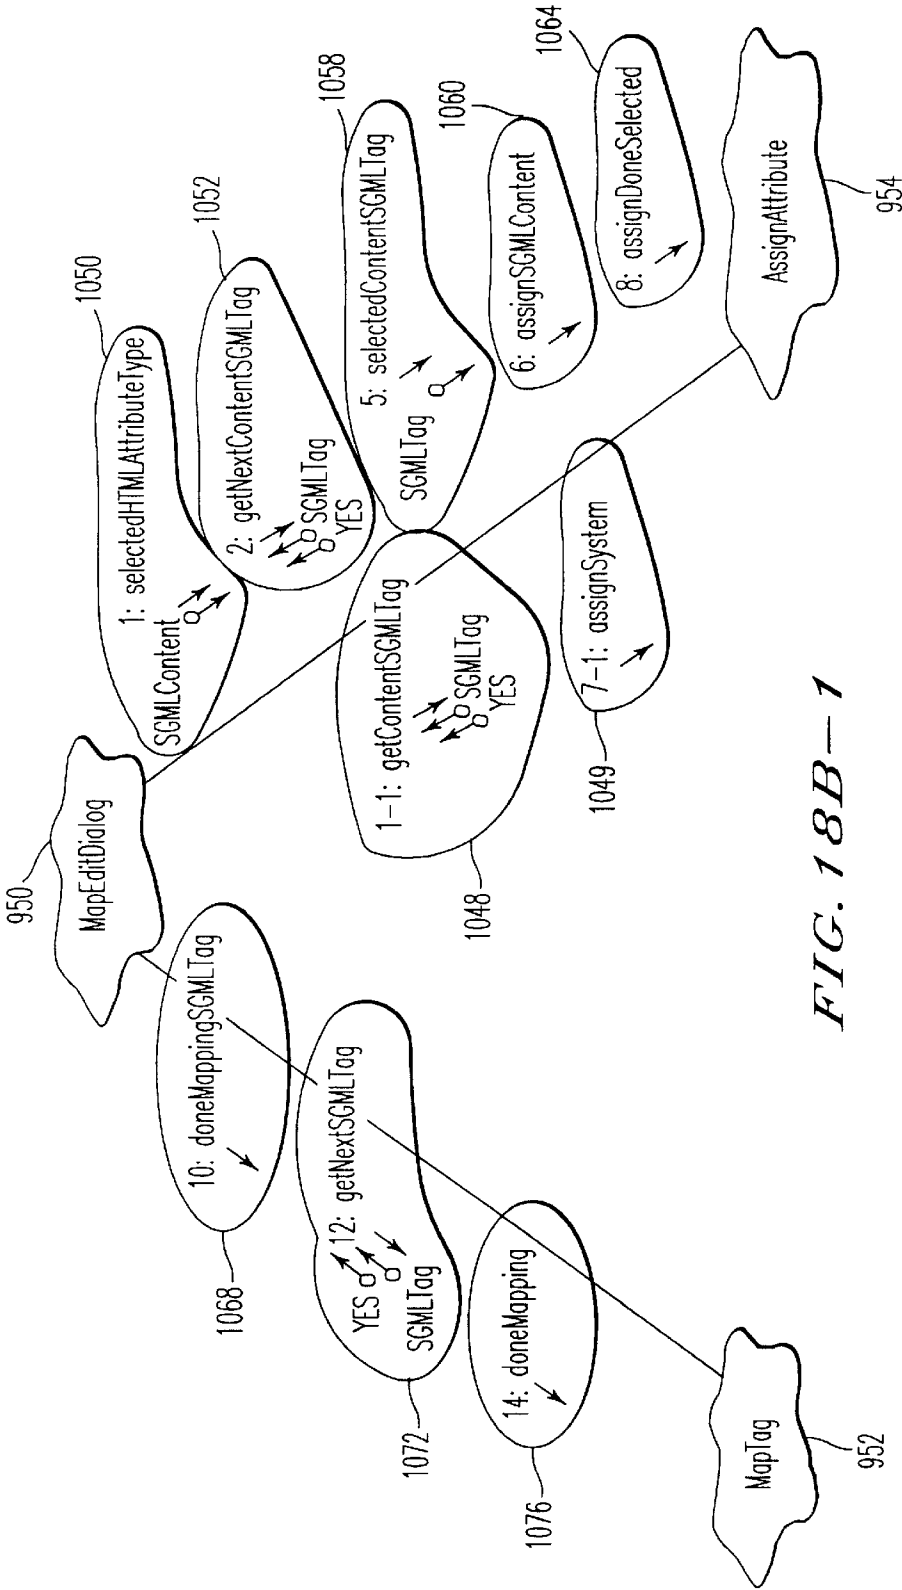 950
MapEditDialog
1050
1: selectedHTMLAttributeType
SGMLContent
1052
2: getNextContentSGMLTag
SGMLTag
YES
1058
5: selectedContentSGMLTag
SGMLTag
1060
6: assignSGMLContent
1064
8: assignDoneSelected
1-1: getContentSGMLTag
SGMLTag
YES
1048
7-1: assignSystem
1049
AssignAttribute
954
10: doneMappingSGMLTag
1068
12: getNextSGMLTag
YES
SGMLTag
1072
14: doneMapping
1076
MapTag
952
FIG. 18B-1